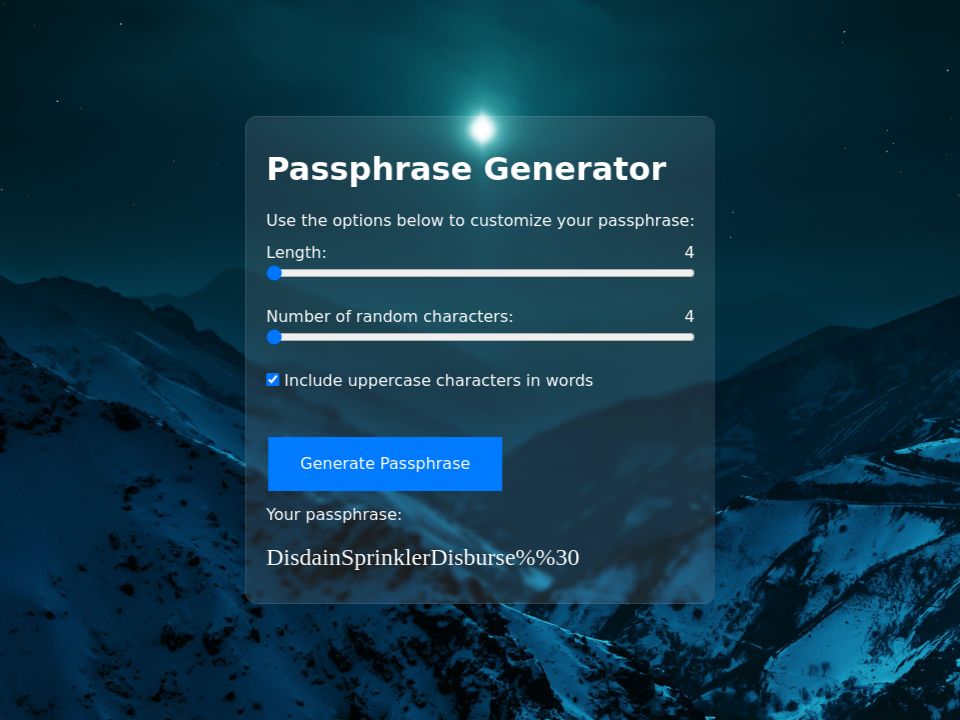 Passphrase Generator
Use the options below to customize your passphrase:
Length: 4
Number of random characters: 4
Include uppercase characters in words
Generate Passphrase
Your passphrase:
DisdainSprinklerDisburse%%30